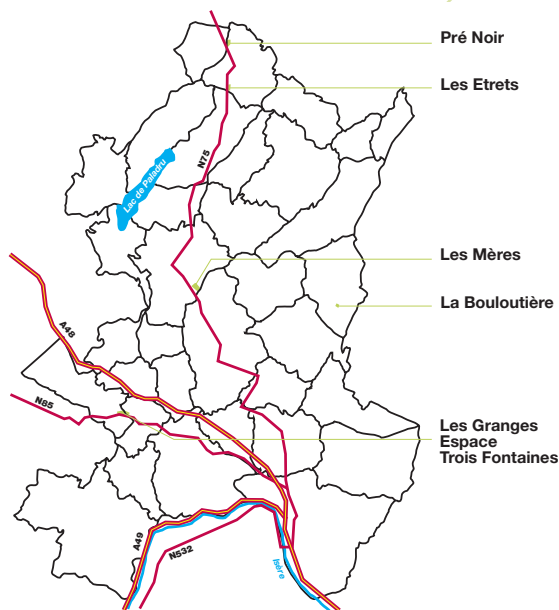 Pré Noir
Les Etrets
N75
Lac de Paladru
Les Mères
La Bouloutière
A48
N85
Les Granges
Espace
Trois Fontaines
A49
N532
Isère